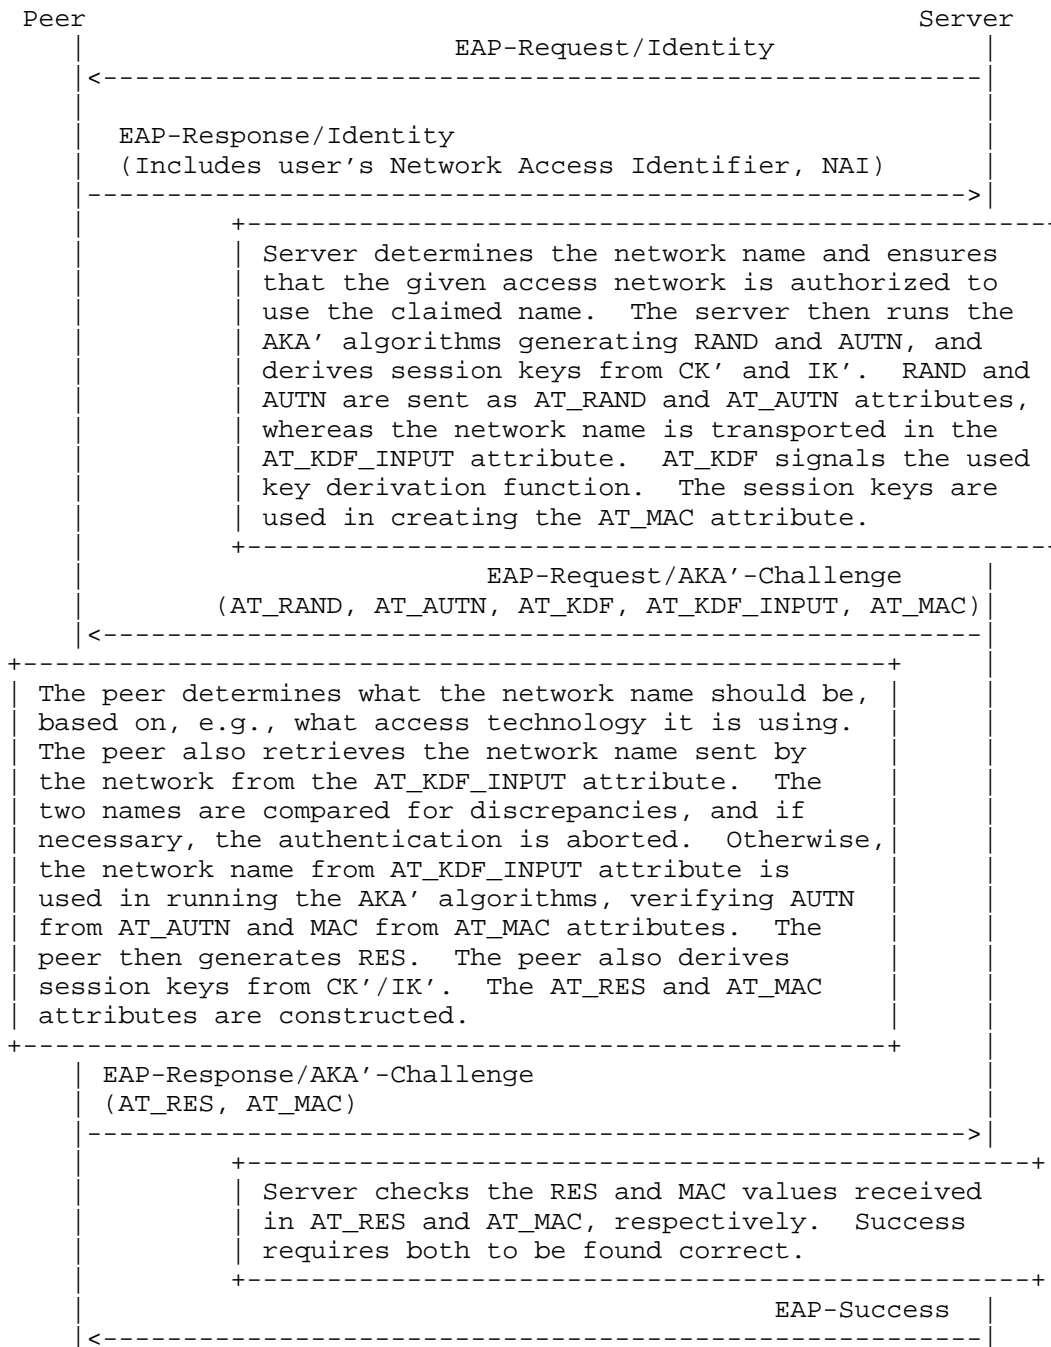 Peer Server
EAP-Request/Identity
EAP-Response/Identity
(Includes user's Network Access Identifier, NAI)
Server determines the network name and ensures
that the given access network is authorized to
use the claimed name. The server then runs the
AKA' algorithms generating RAND and AUTN, and
derives session keys from CK' and IK'. RAND and
AUTN are sent as AT_RAND and AT_AUTN attributes,
whereas the network name is transported in the
AT_KDF_INPUT attribute. AT_KDF signals the used
key derivation function. The session keys are
used in creating the AT_MAC attribute.
EAP-Request/AKA'-Challenge
(AT_RAND, AT_AUTN, AT_KDF, AT_KDF_INPUT, AT_MAC)
The peer determines what the network name should be,
based on, e.g., what access technology it is using.
The peer also retrieves the network name sent by
the network from the AT_KDF_INPUT attribute. The
two names are compared for discrepancies, and if
necessary, the authentication is aborted. Otherwise,
the network name from AT_KDF_INPUT attribute is
used in running the AKA' algorithms, verifying AUTN
from AT_AUTN and MAC from AT_MAC attributes. The
peer then generates RES. The peer also derives
session keys from CK'/IK'. The AT_RES and AT_MAC
attributes are constructed.
EAP-Response/AKA'-Challenge
(AT_RES, AT_MAC)
Server checks the RES and MAC values received
in AT_RES and AT_MAC, respectively. Success
requires both to be found correct.
EAP-Success